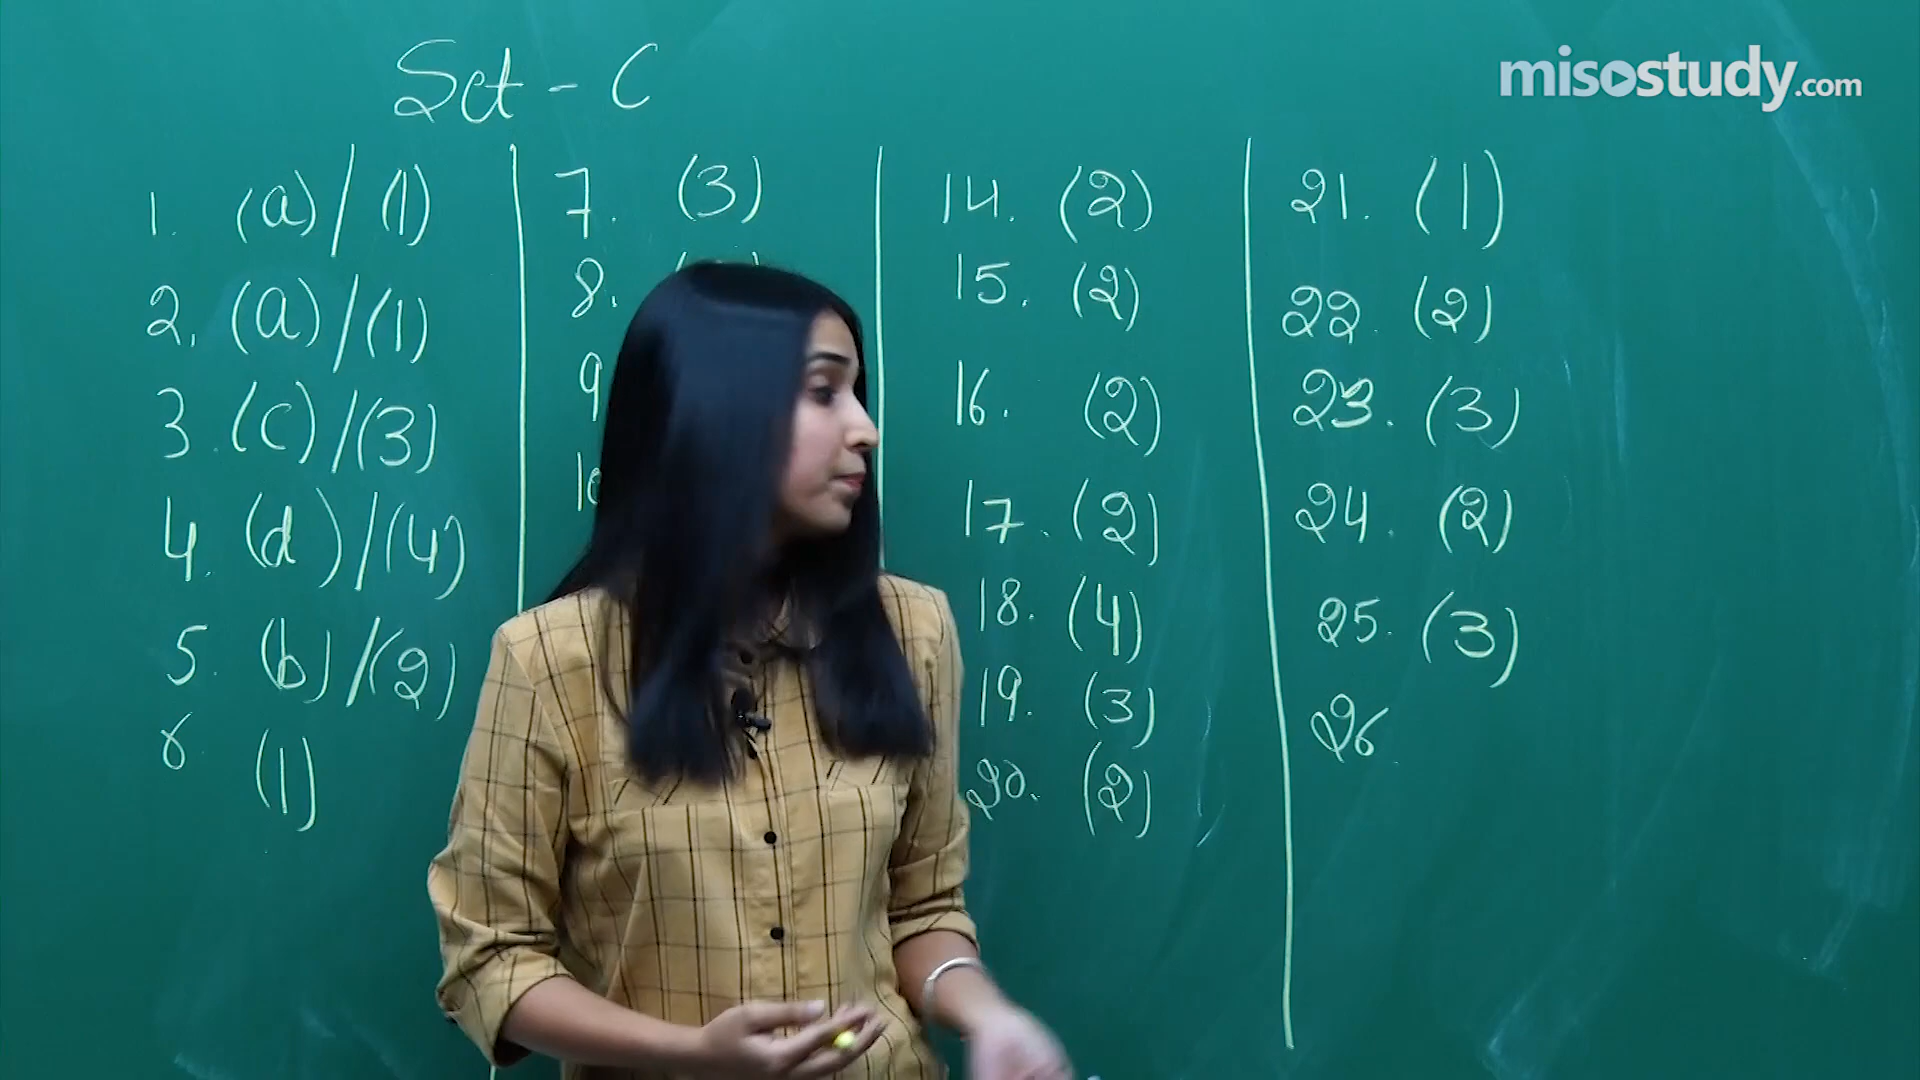 misostudy.com
Set - C
1. (a) / (1)
2. (a) / (1)
3. (c) / (3)
4. (d) / (4)
5. (b) / (2)
6. (1)
7. (3)
8.
9
10
14. (2)
15. (2)
16. (2)
17. (2)
18. (4)
19. (3)
20. (2)
21. (1)
22. (2)
23. (3)
24. (2)
25. (3)
26.